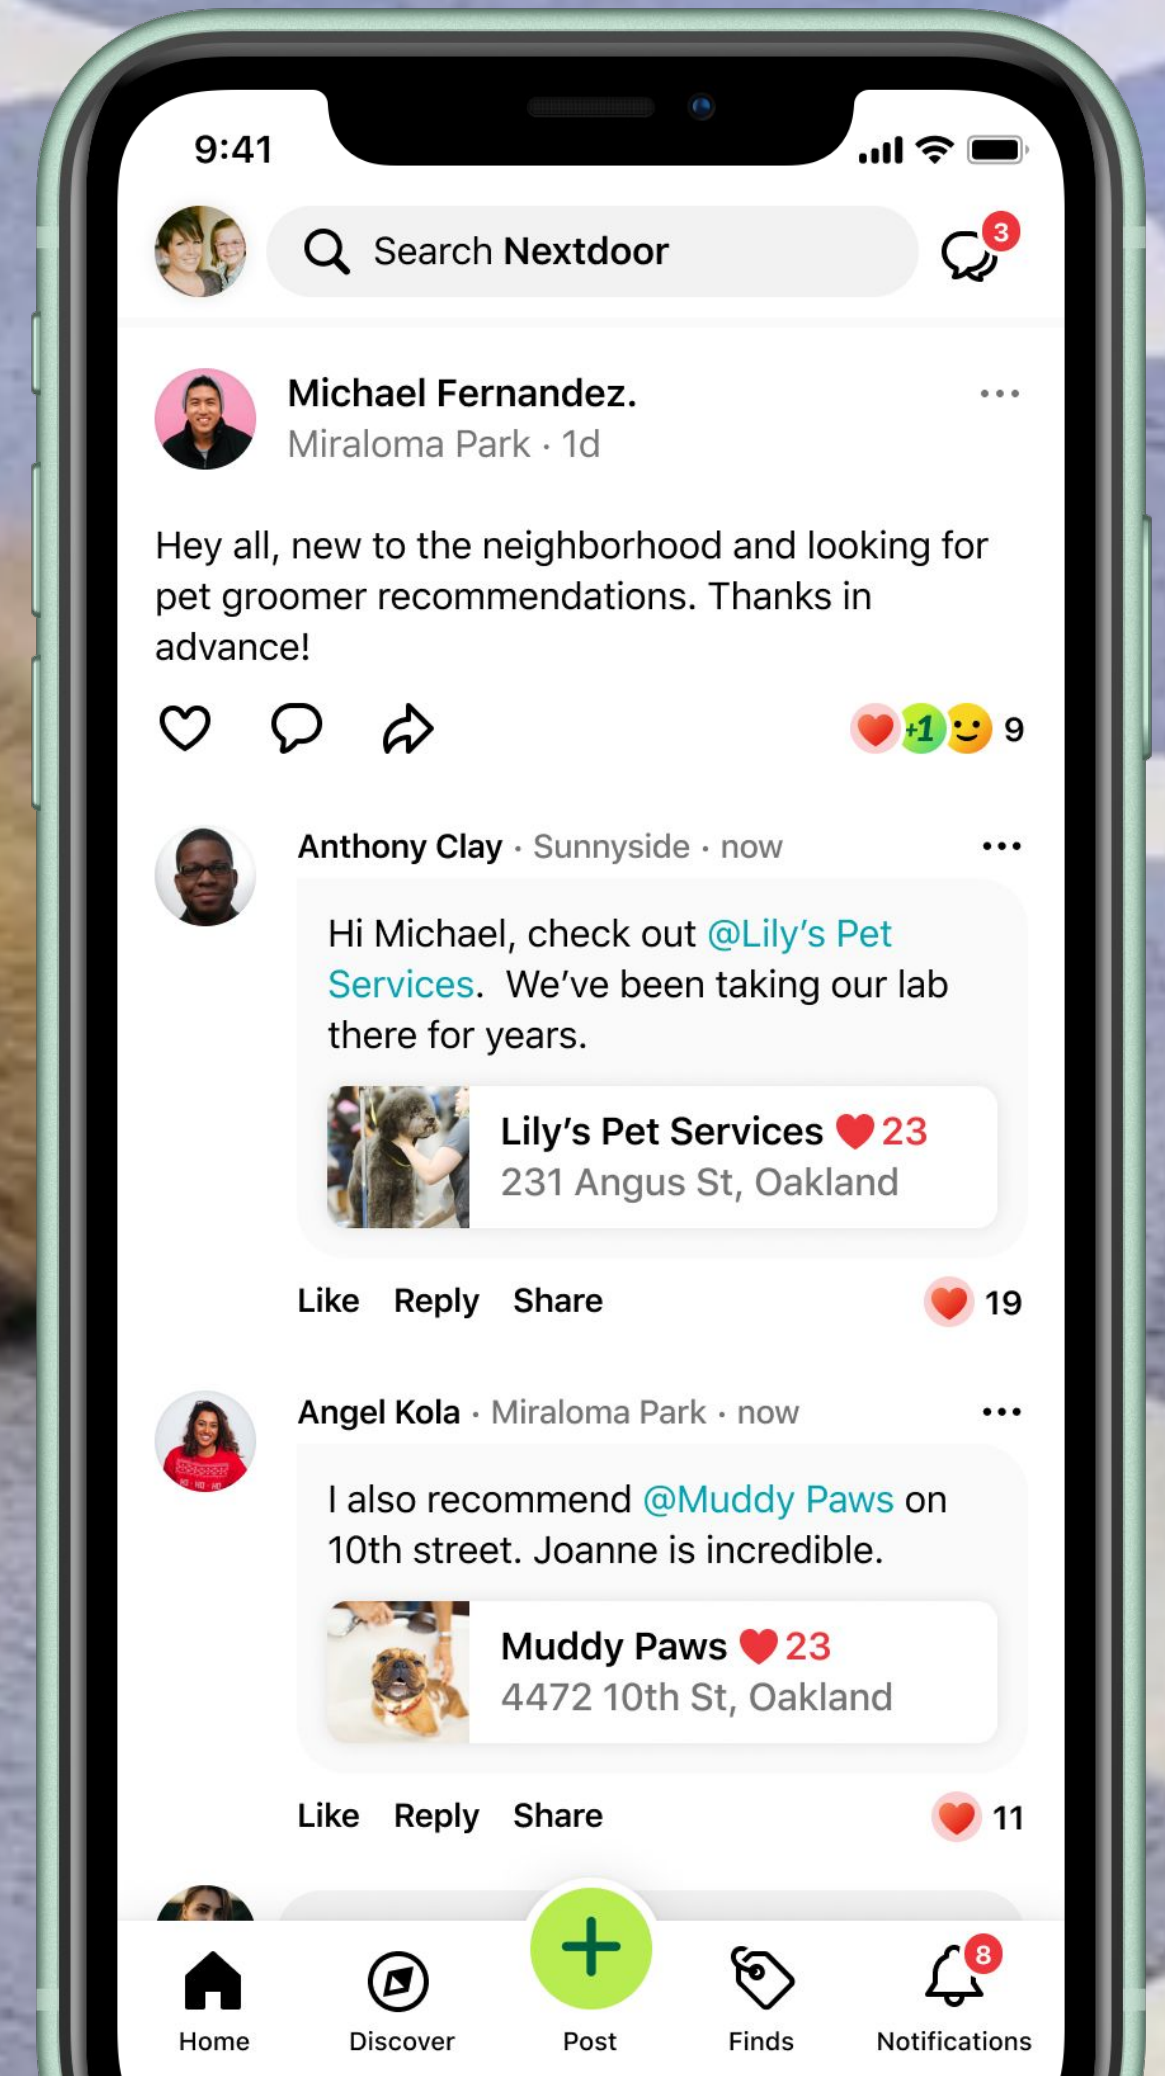 9:41
Search Nextdoor
3
Michael Fernandez.
Miraloma Park · 1d
Hey all, new to the neighborhood and looking for
pet groomer recommendations. Thanks in
advance!
+1
9
Anthony Clay · Sunnyside · now
Hi Michael, check out @Lily’s Pet
Services.  We’ve been taking our lab
there for years.
Lily’s Pet Services 23
231 Angus St, Oakland
Like Reply Share
19
Angel Kola · Miraloma Park · now
I also recommend @Muddy Paws on
10th street. Joanne is incredible.
Muddy Paws 23
4472 10th St, Oakland
Like Reply Share
11
8
Home Discover Post Finds Notifications